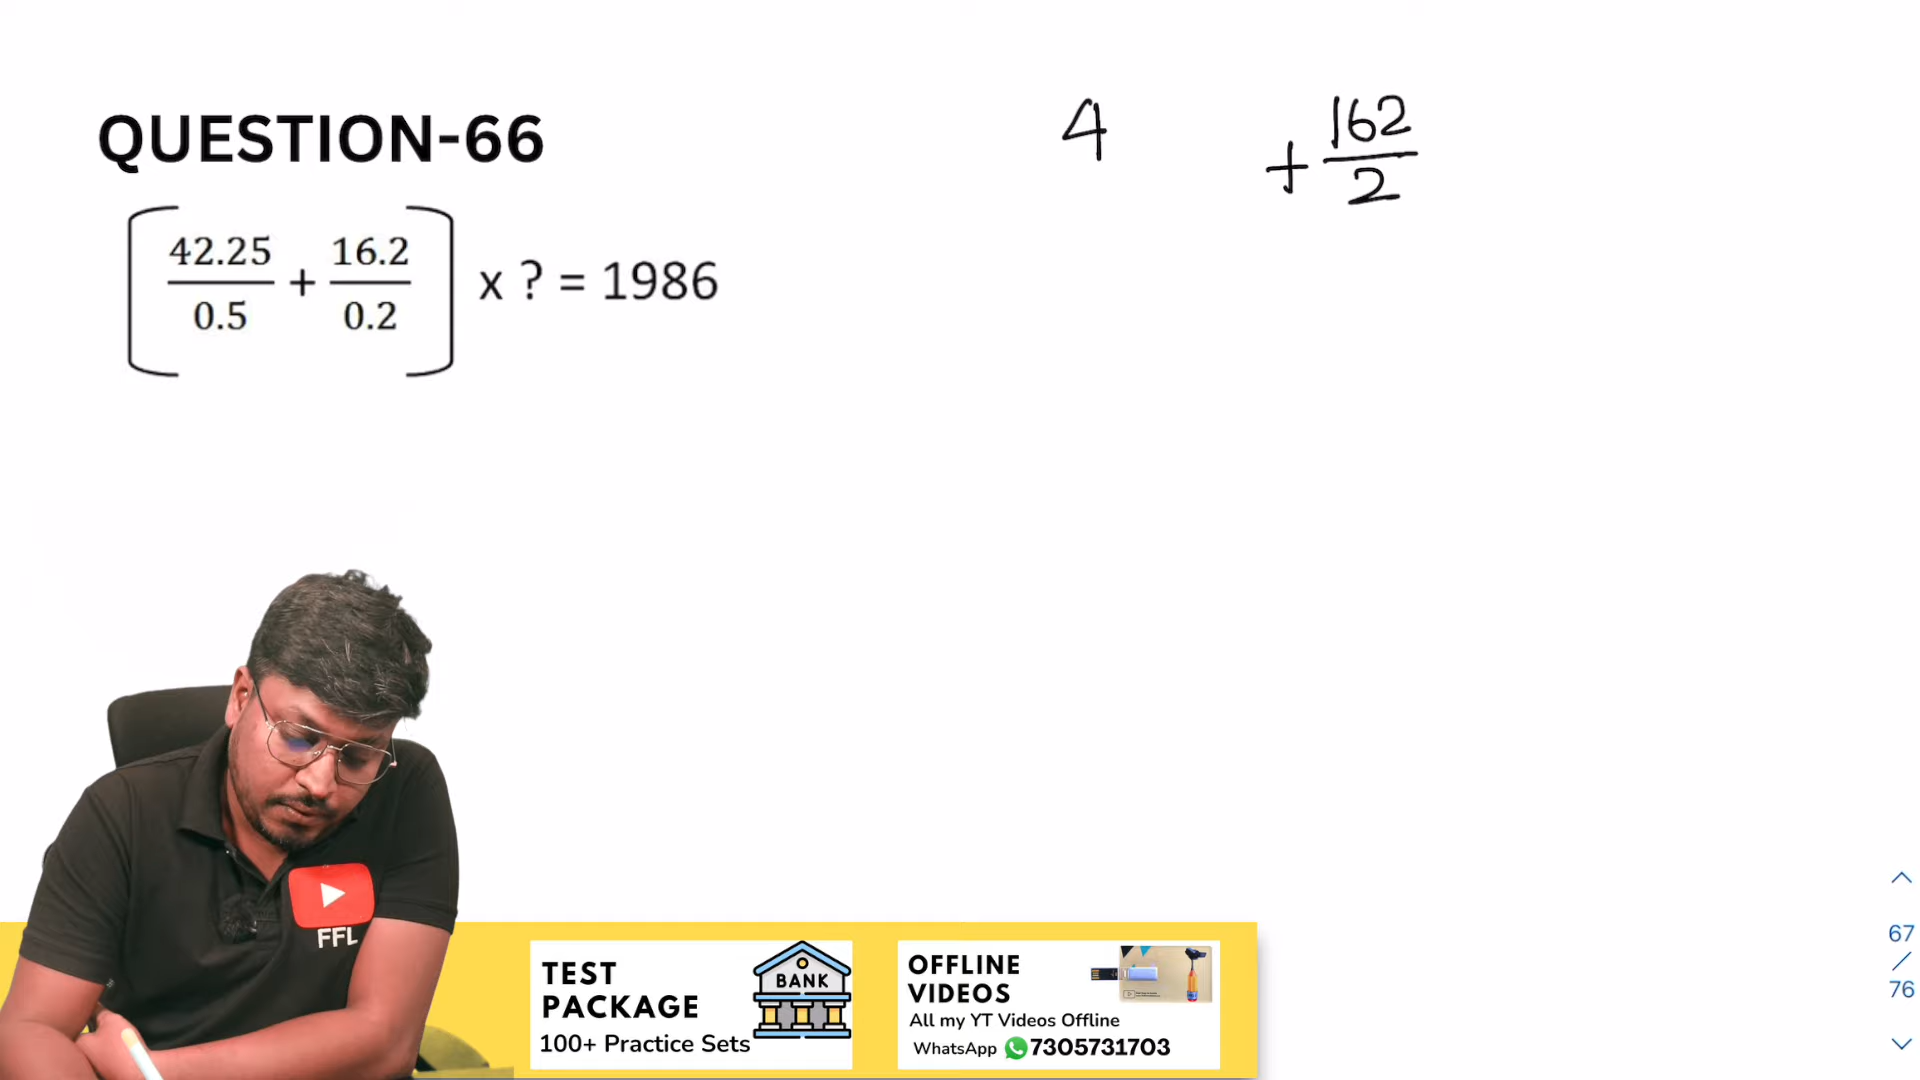 QUESTION-66
[42.25/0.5 + 16.2/0.2] x ? = 1986
4 + 162/2
FFL
TEST
PACKAGE
100+ Practice Sets
BANK
OFFLINE
VIDEOS
All my YT Videos Offline
WhatsApp 7305731703
67
/
76